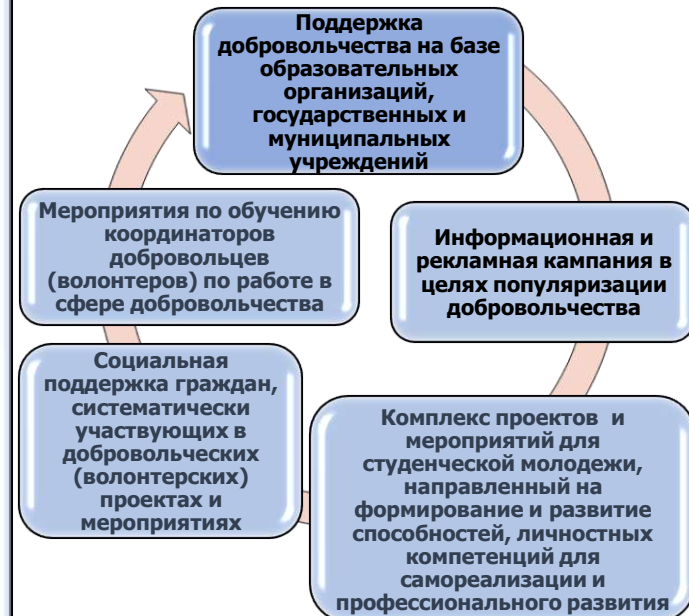 Поддержка
добровольчества на базе
образовательных
организаций,
государственных и
муниципальных
учреждений
Информационная и
рекламная кампания в
целях популяризации
добровольчества
Комплекс проектов и
мероприятий для
студенческой молодежи,
направленный на
формирование и развитие
способностей, личностных
компетенций для
самореализации и
профессионального развития
Социальная
поддержка граждан,
систематически
участвующих в
добровольческих
(волонтерских)
проектах и
мероприятиях
Мероприятия по обучению
координаторов
добровольцев
(волонтеров) по работе в
сфере добровольчества